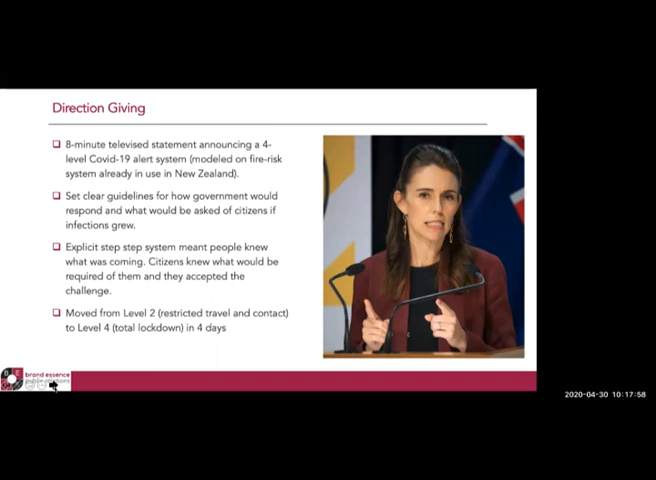 Direction Giving
8-minute televised statement announcing a 4-
level Covid-19 alert system (modeled on fire-risk
system already in use in New Zealand).
Set clear guidelines for how government would
respond and what would be asked of citizens if
infections grew.
Explicit step step system meant people knew
what was coming. Citizens knew what would be
required of them and they accepted the
challenge.
Moved from Level 2 (restricted travel and contact)
to Level 4 (total lockdown) in 4 days
brand essence
public relations
2020-04-30 10:17:58